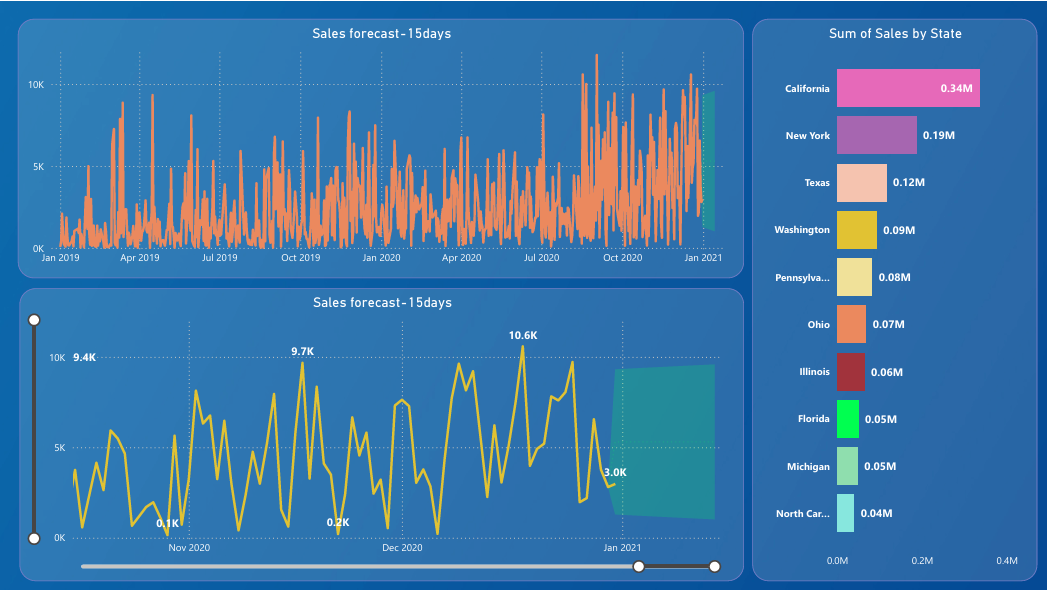 Sales forecast-15days
10K
5K
0K
Jan 2019
Apr 2019
Jul 2019
Oct 2019
Jan 2020
Apr 2020
Jul 2020
Oct 2020
Jan 2021
Sales forecast-15days
10K
5K
0K
9.4K
9.7K
10.6K
0.1K
0.2K
3.0K
Nov 2020
Dec 2020
Jan 2021
Sum of Sales by State
California 0.34M
New York 0.19M
Texas 0.12M
Washington 0.09M
Pennsylva... 0.08M
Ohio 0.07M
Illinois 0.06M
Florida 0.05M
Michigan 0.05M
North Car... 0.04M
0.0M 0.2M 0.4M